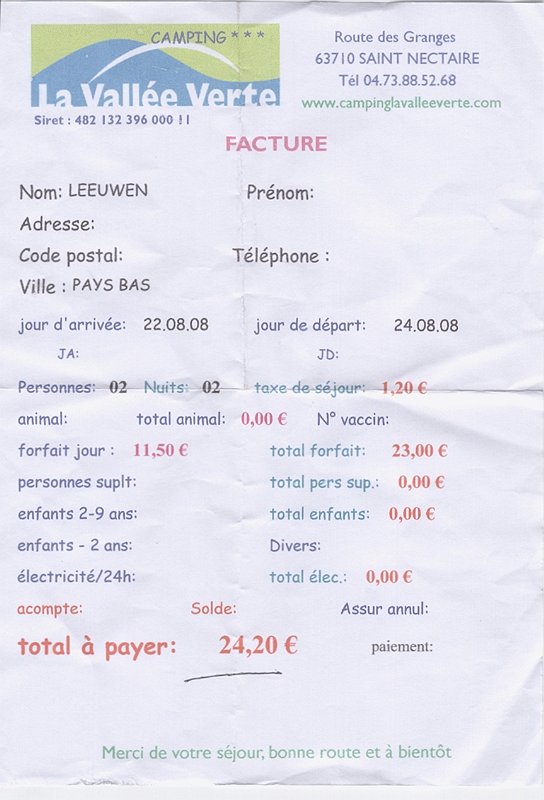 CAMPING ***
La Vallée Verte
Siret : 482 132 396 000 11
Route des Granges
63710 SAINT NECTAIRE
Tél 04.73.88.52.68
www.campinglavalleeverte.com
FACTURE
Nom: LEEUWEN Prénom:
Adresse:
Code postal: Téléphone :
Ville : PAYS BAS
jour d'arrivée: 22.08.08 jour de départ: 24.08.08
JA: JD:
Personnes: 02 Nuits: 02 taxe de séjour: 1,20 €
animal: total animal: 0,00 € N° vaccin:
forfait jour : 11,50 € total forfait: 23,00 €
personnes suplt: total pers sup.: 0,00 €
enfants 2-9 ans: total enfants: 0,00 €
enfants - 2 ans: Divers:
électricité/24h: total élec.: 0,00 €
acompte: Solde: Assur annul:
total à payer: 24,20 € paiement:
Merci de votre séjour, bonne route et à bientôt